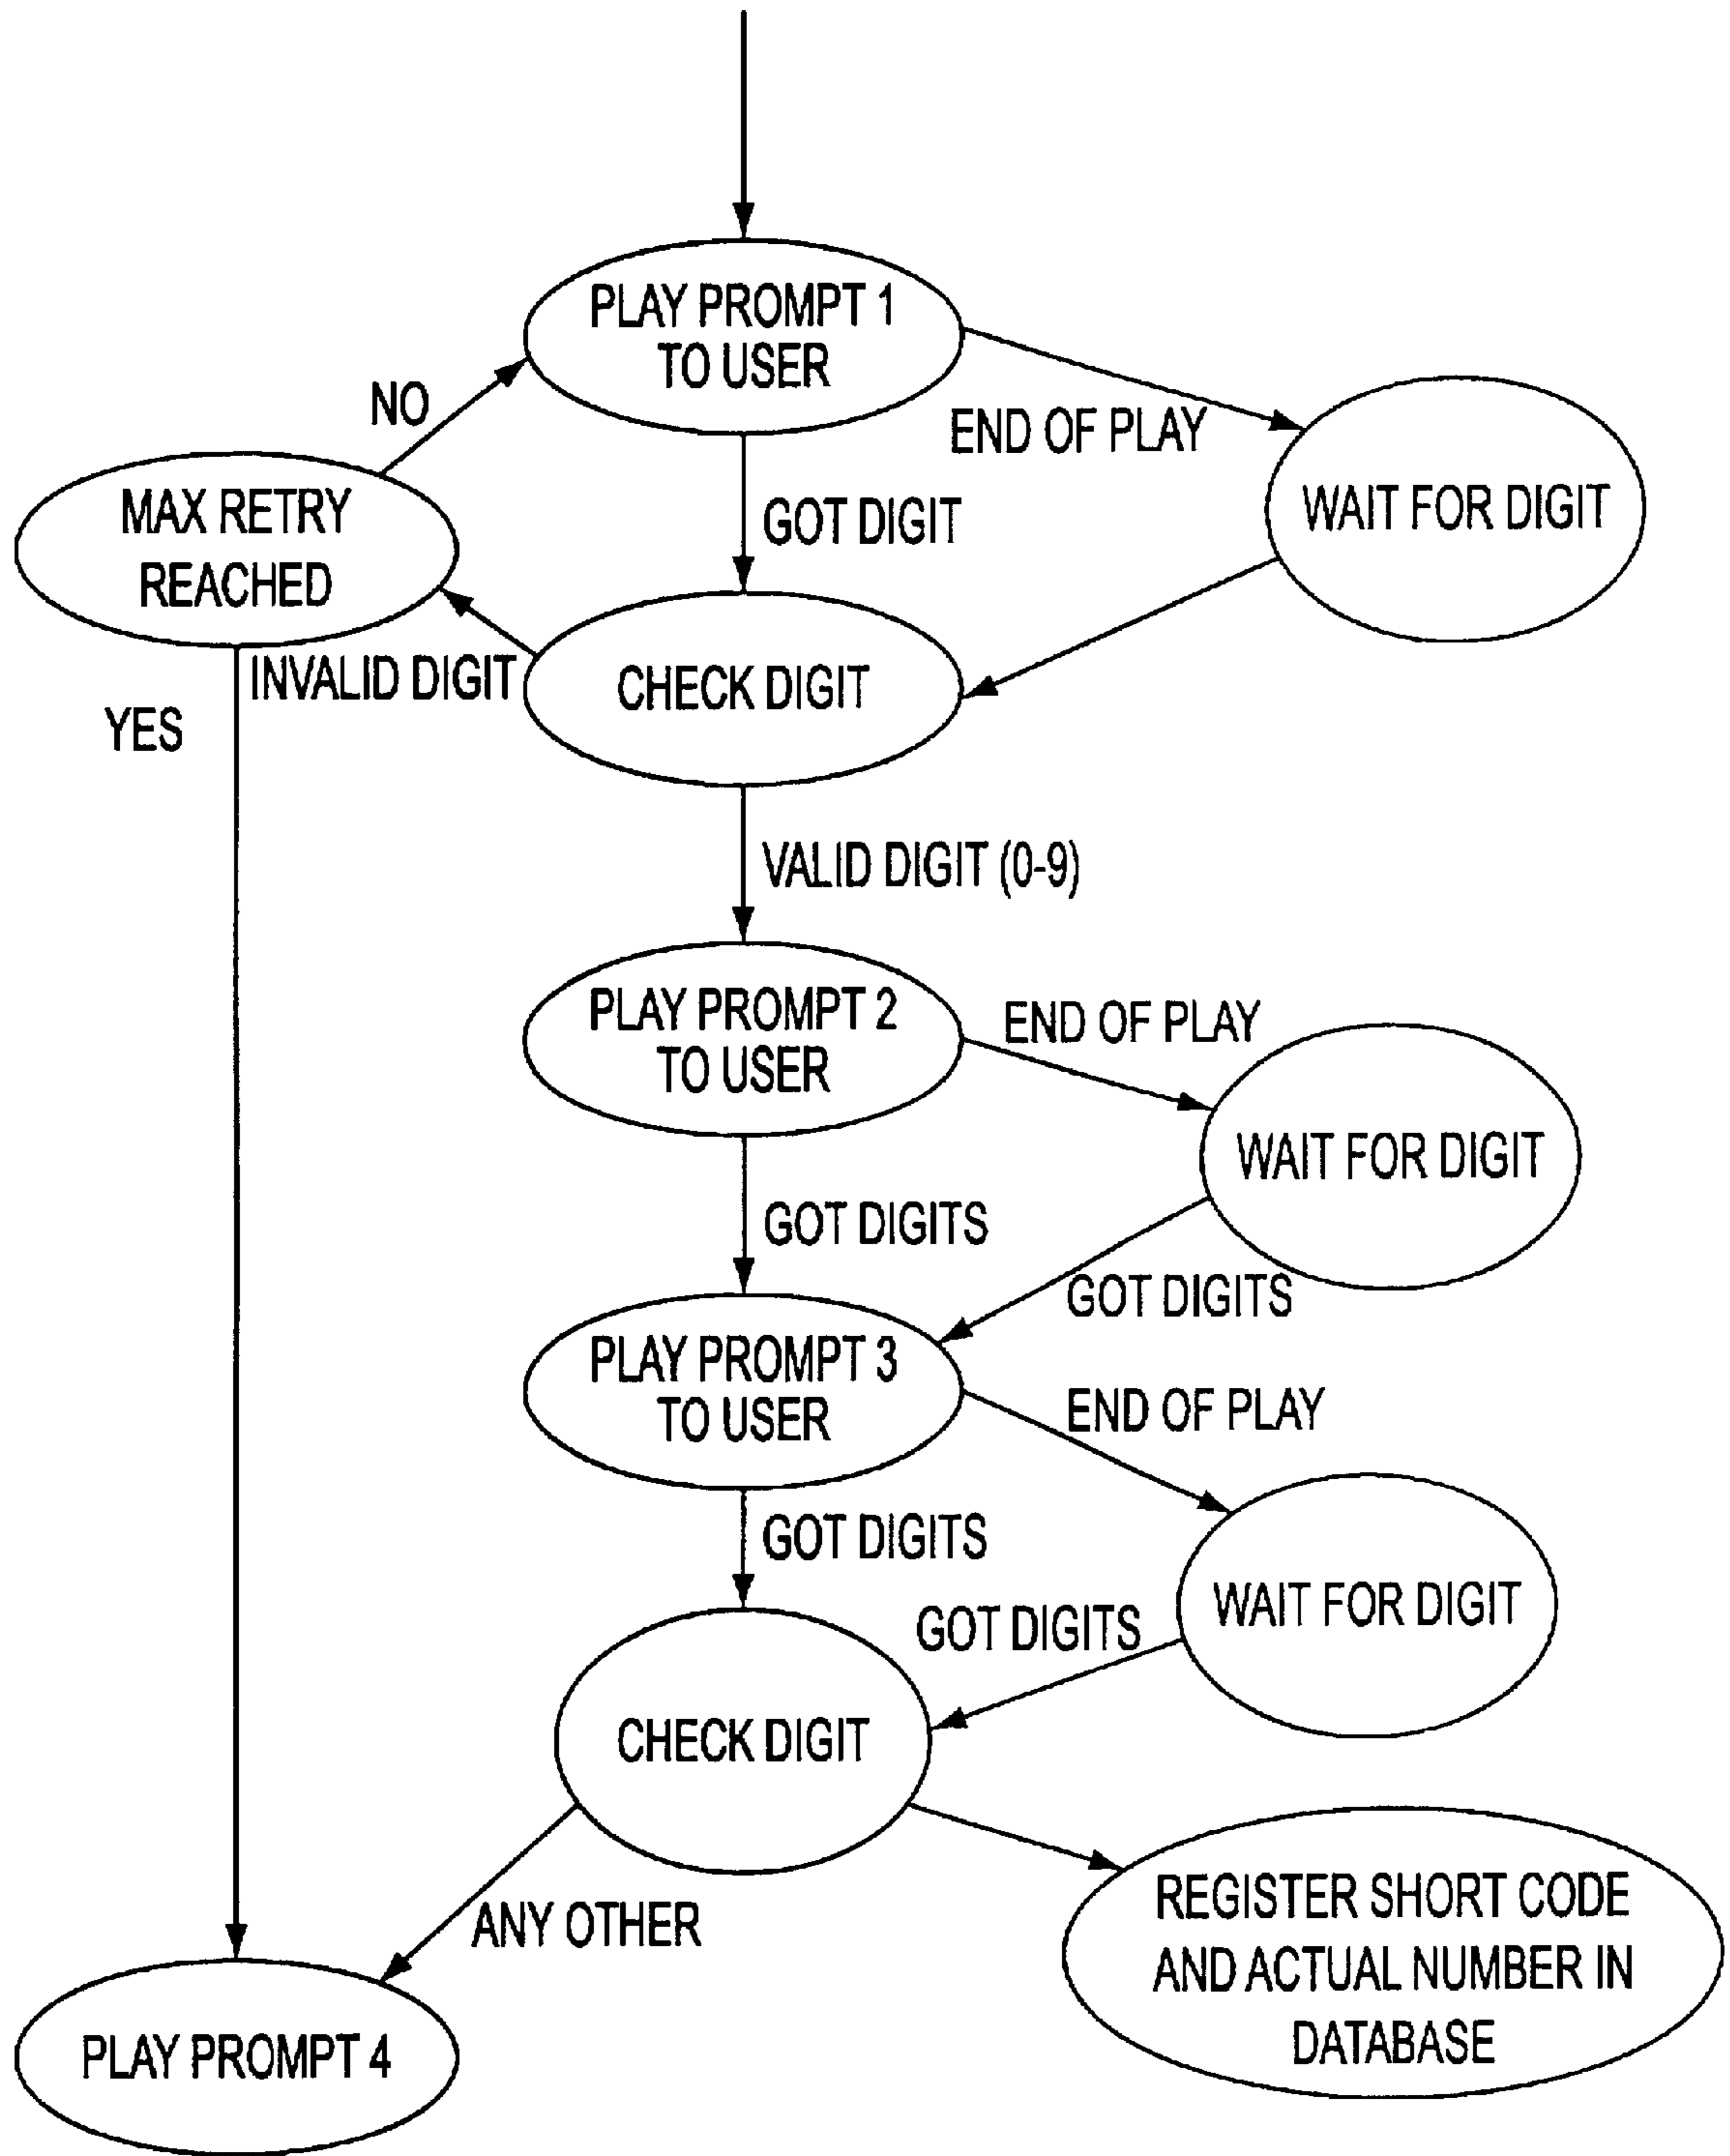 PLAY PROMPT 1
TO USER
NO
END OF PLAY
MAX RETRY
REACHED
WAIT FOR DIGIT
GOT DIGIT
INVALID DIGIT
CHECK DIGIT
YES
VALID DIGIT (0-9)
PLAY PROMPT 2
TO USER
END OF PLAY
WAIT FOR DIGIT
GOT DIGITS
GOT DIGITS
PLAY PROMPT 3
TO USER
END OF PLAY
GOT DIGITS
WAIT FOR DIGIT
GOT DIGITS
CHECK DIGIT
REGISTER SHORT CODE
AND ACTUAL NUMBER IN
DATABASE
ANY OTHER
PLAY PROMPT 4